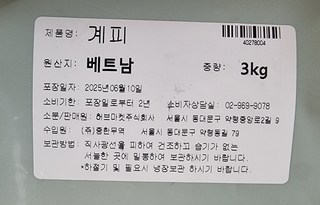 제품명: 계피
40278004
원산지: 베트남 중량: 3kg
포장일자 : 2025년06월10일
소비기한: 포장일로부터 2년 소비자상담실: 02-969-9078
소분/판매원: 허브마켓주식회사 서울시 동대문구 약령중앙로2길 9
수입원: (주)중한무역 서울시 동대문구 약령동길 79
보관방법: 직사광선을 피하여 건조하고 습기가 없는
서늘한 곳에 밀봉하여 보관하시기 바랍니다.
*하절기 및 필요시 냉장보관 하시기 바랍니다.